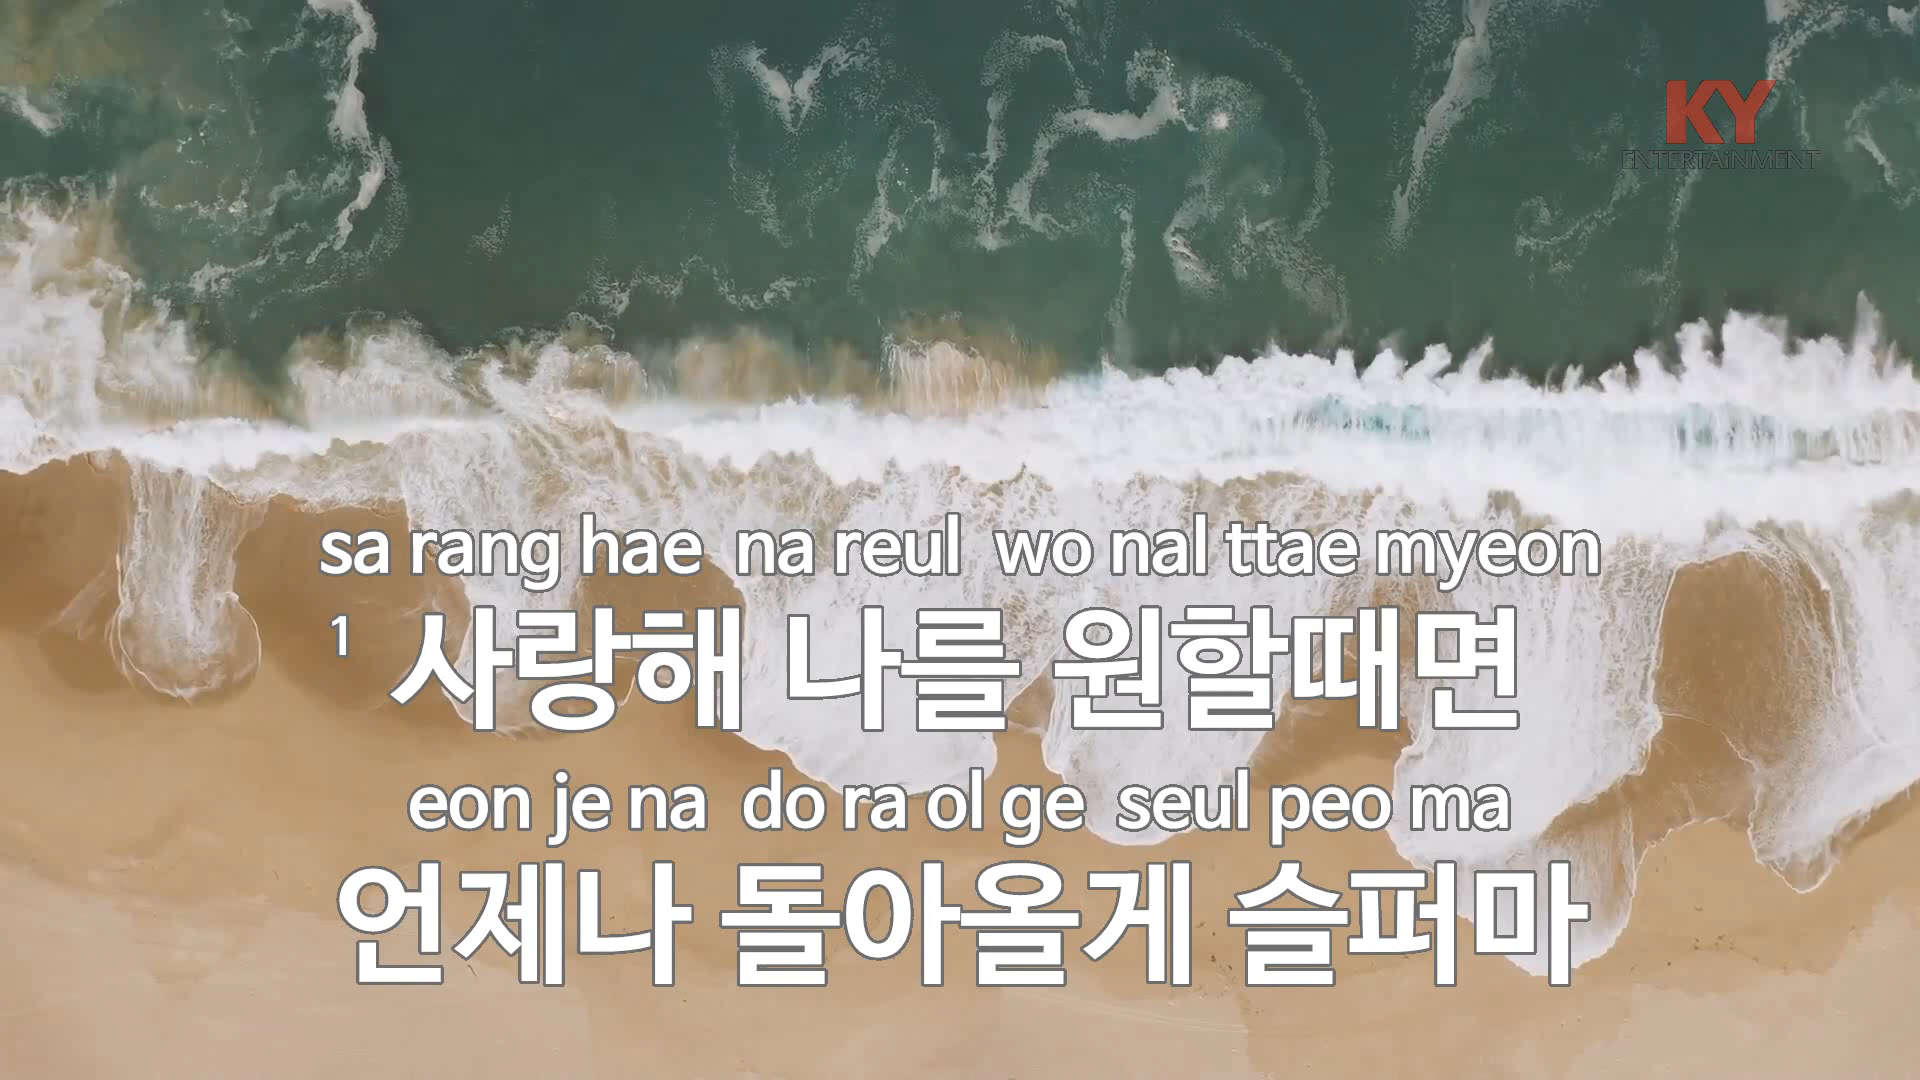 KY
ENTERTAiNMENT
sa rang hae na reul wo nal ttae myeon
1 사랑해 나를 원할때면
eon je na do ra ol ge seul peo ma
언제나 돌아올게 슬퍼마